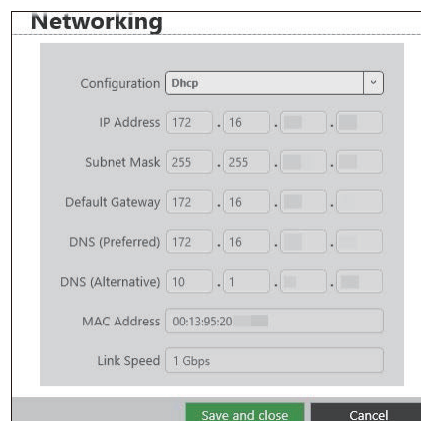 Networking
Configuration Dhcp
IP Address 172 . 16 . .
Subnet Mask 255 . 255 . .
Default Gateway 172 . 16 . .
DNS (Preferred) 172 . 16 . .
DNS (Alternative) 10 . 1 . .
MAC Address 00:13:95:20
Link Speed 1 Gbps
Save and close Cancel